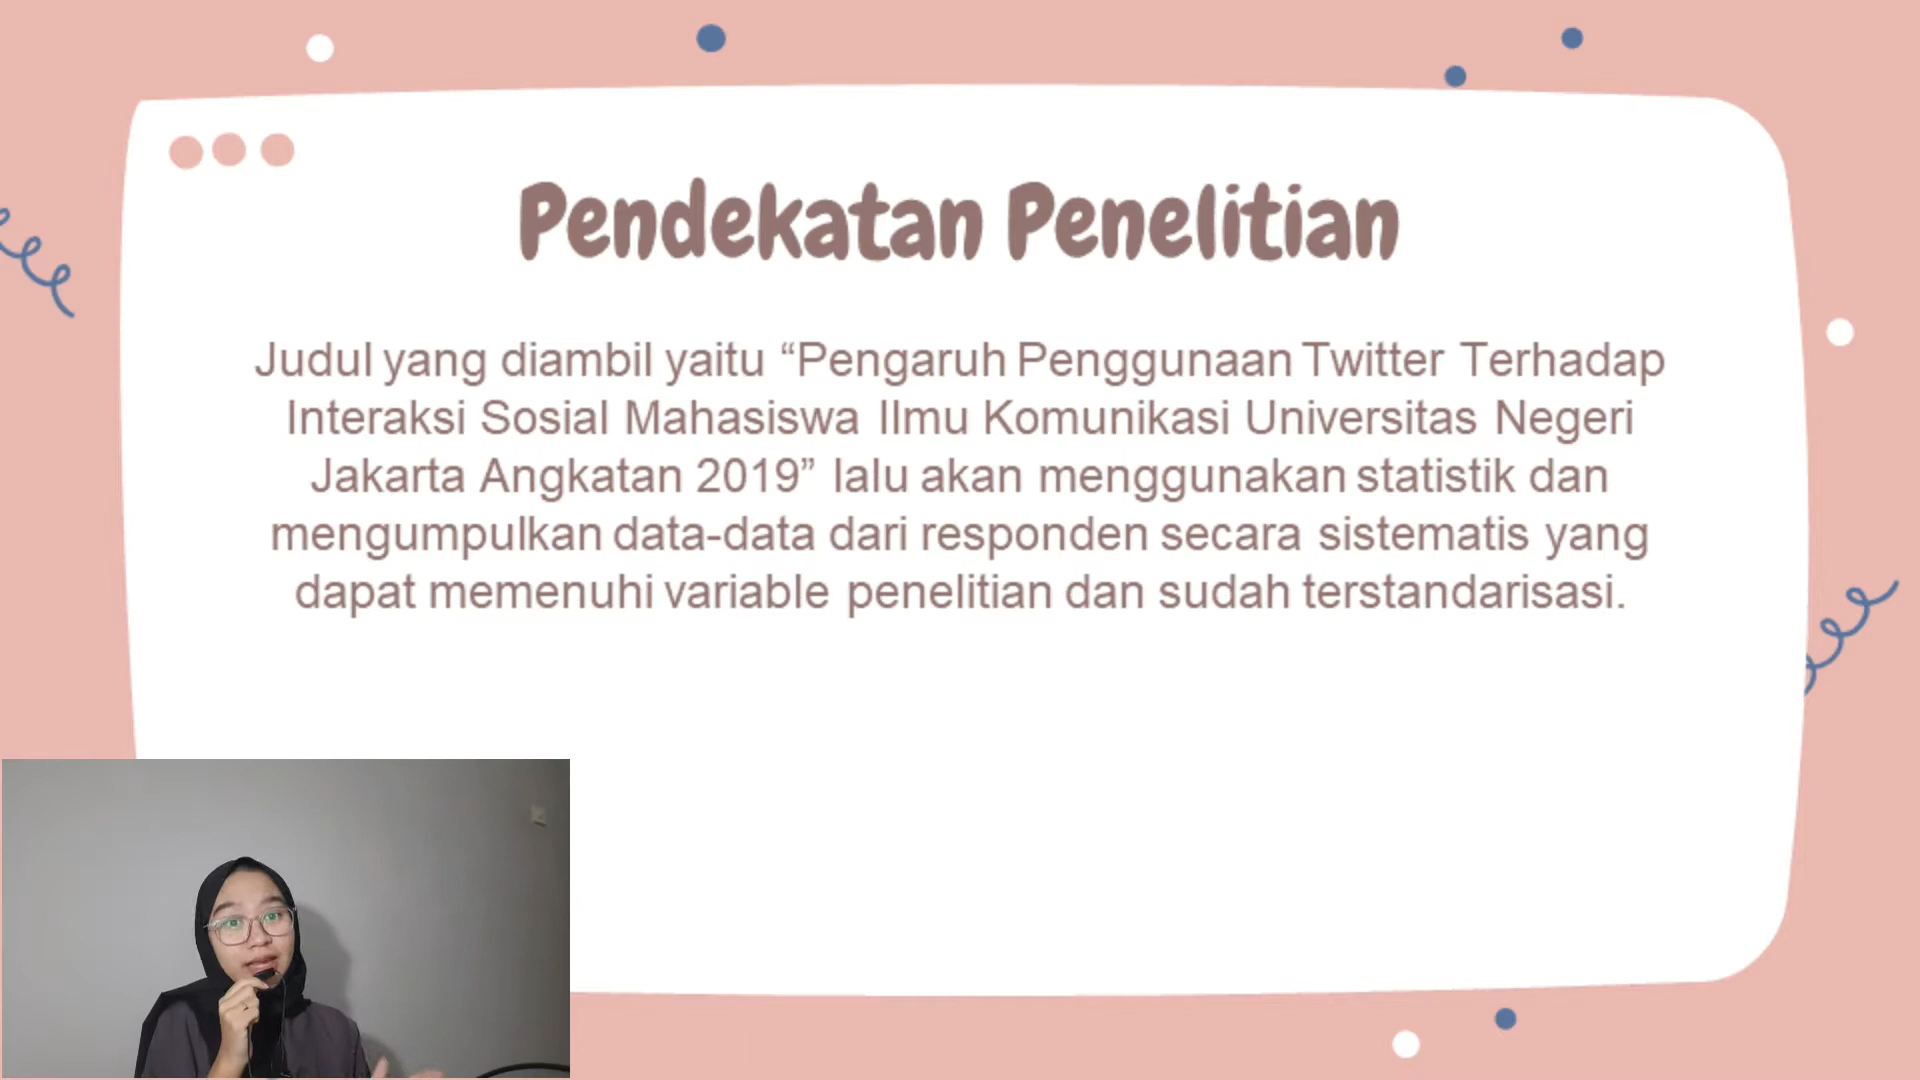 Pendekatan Penelitian
Judul yang diambil yaitu “Pengaruh Penggunaan Twitter Terhadap
Interaksi Sosial Mahasiswa Ilmu Komunikasi Universitas Negeri
Jakarta Angkatan 2019” lalu akan menggunakan statistik dan
mengumpulkan data-data dari responden secara sistematis yang
dapat memenuhi variable penelitian dan sudah terstandarisasi.